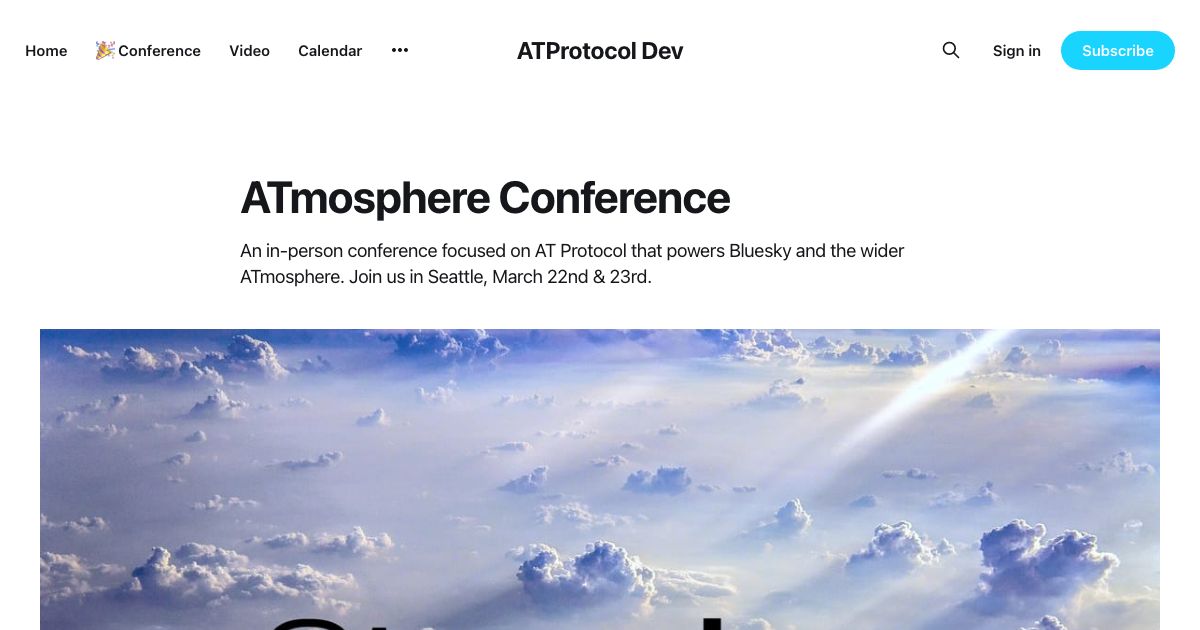 Home
🎉Conference
Video
Calendar
ATProtocol Dev
Sign in
Subscribe
ATmosphere Conference
An in-person conference focused on AT Protocol that powers Bluesky and the wider
ATmosphere. Join us in Seattle, March 22nd & 23rd.